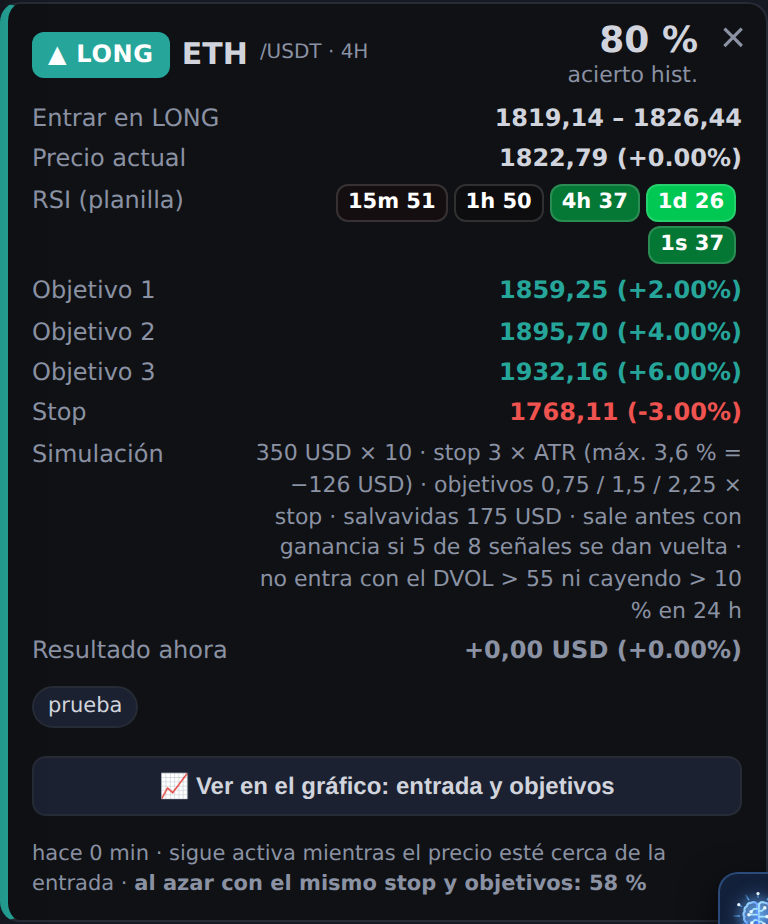 ▲ LONG ETH /USDT · 4H 80 % ✕
acierto hist.
Entrar en LONG 1819,14 – 1826,44
Precio actual 1822,79 (+0.00%)
RSI (planilla) 15m 51 1h 50 4h 37 1d 26
1s 37
Objetivo 1 1859,25 (+2.00%)
Objetivo 2 1895,70 (+4.00%)
Objetivo 3 1932,16 (+6.00%)
Stop 1768,11 (-3.00%)
Simulación 350 USD × 10 · stop 3 × ATR (máx. 3,6 % =
−126 USD) · objetivos 0,75 / 1,5 / 2,25 ×
stop · salvavidas 175 USD · sale antes con
ganancia si 5 de 8 señales se dan vuelta ·
no entra con el DVOL > 55 ni cayendo > 10
% en 24 h
Resultado ahora +0,00 USD (+0.00%)
prueba
📈 Ver en el gráfico: entrada y objetivos
hace 0 min · sigue activa mientras el precio esté cerca de la
entrada · al azar con el mismo stop y objetivos: 58 %